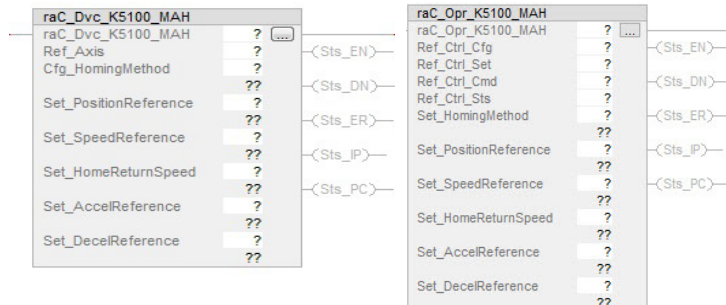 raC_Dvc_K5100_MAH
raC_Dvc_K5100_MAH ? ...
Ref_Axis ? (Sts_EN)
Cfg_HomingMethod ?
?? (Sts_DN)
Set_PositionReference ?
?? (Sts_ER)
Set_SpeedReference ?
?? (Sts_IP)
Set_HomeReturnSpeed ?
?? (Sts_PC)
Set_AccelReference ?
??
Set_DecelReference ?
??
raC_Opr_K5100_MAH
raC_Opr_K5100_MAH ? ...
Ref_Ctrl_Cfg ? (Sts_EN)
Ref_Ctrl_Set ?
Ref_Ctrl_Cmd ? (Sts_DN)
Ref_Ctrl_Sts ?
Set_HomingMethod ? (Sts_ER)
??
Set_PositionReference ? (Sts_IP)
??
Set_SpeedReference ? (Sts_PC)
??
Set_HomeReturnSpeed ?
??
Set_AccelReference ?
??
Set_DecelReference ?
??